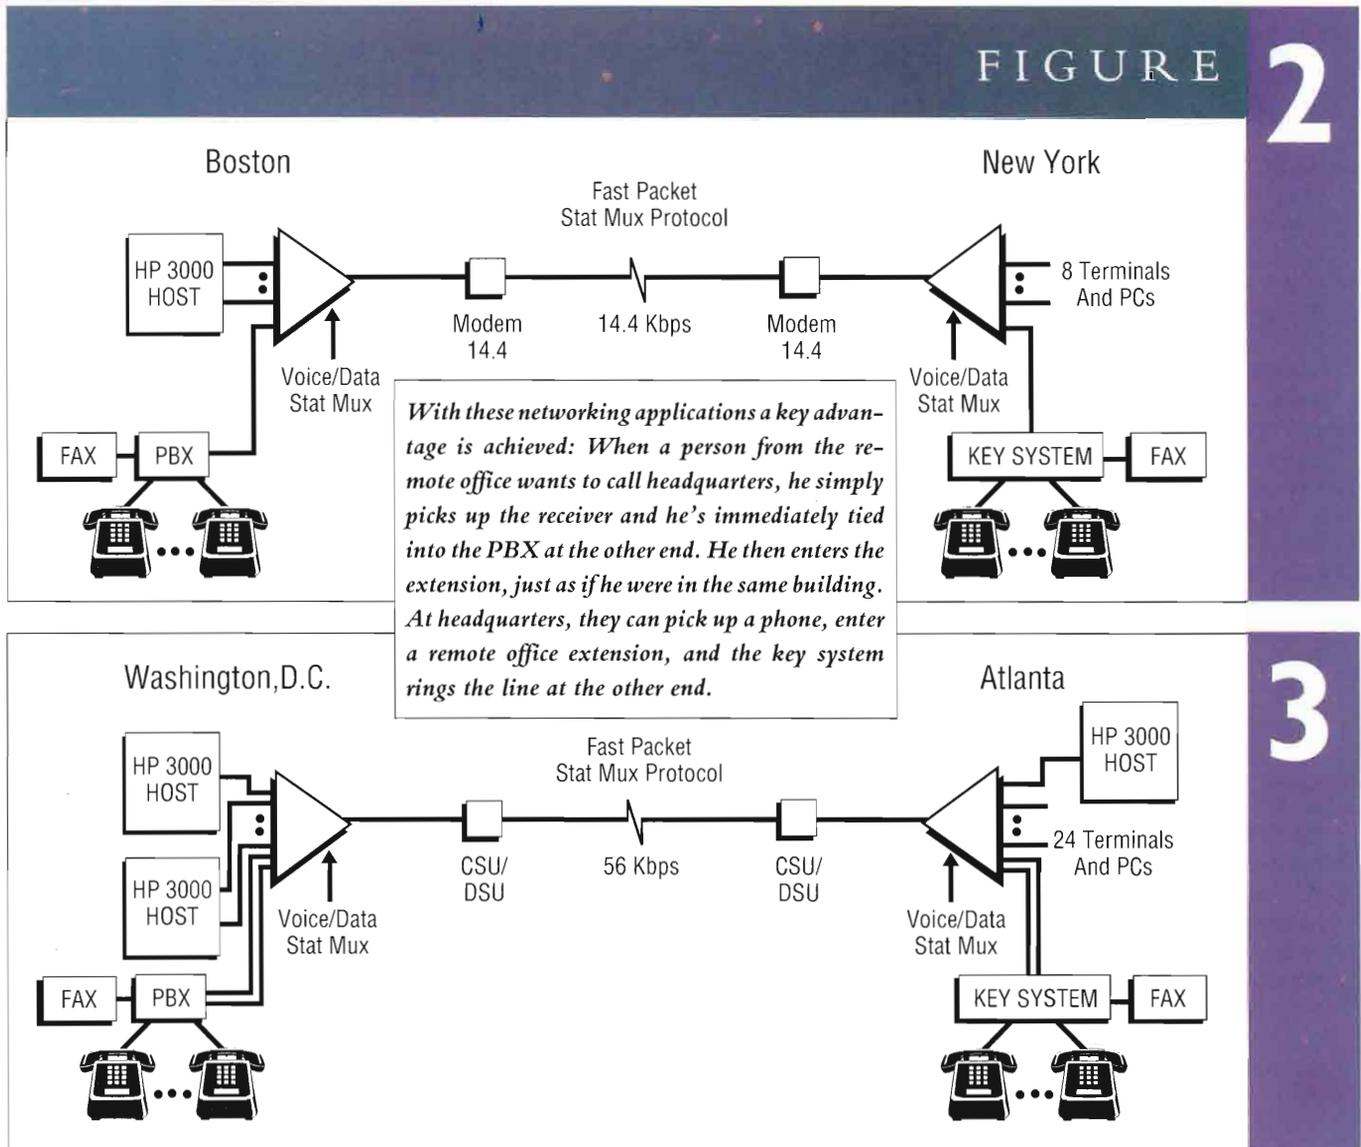 FIGURE 2
Boston
New York
Fast Packet
Stat Mux Protocol
HP 3000
HOST
8 Terminals
And PCs
Modem
14.4
14.4 Kbps
Modem
14.4
Voice/Data
Stat Mux
Voice/Data
Stat Mux
FAX
PBX
KEY SYSTEM
FAX
With these networking applications a key advan-
tage is achieved: When a person from the re-
mote office wants to call headquarters, he simply
picks up the receiver and he's immediately tied
into the PBX at the other end. He then enters the
extension, just as if he were in the same building.
At headquarters, they can pick up a phone, enter
a remote office extension, and the key system
rings the line at the other end.
3
Washington,D.C.
Atlanta
Fast Packet
Stat Mux Protocol
HP 3000
HOST
HP 3000
HOST
HP 3000
HOST
24 Terminals
And PCs
CSU/
DSU
56 Kbps
CSU/
DSU
Voice/Data
Stat Mux
Voice/Data
Stat Mux
FAX
PBX
KEY SYSTEM
FAX